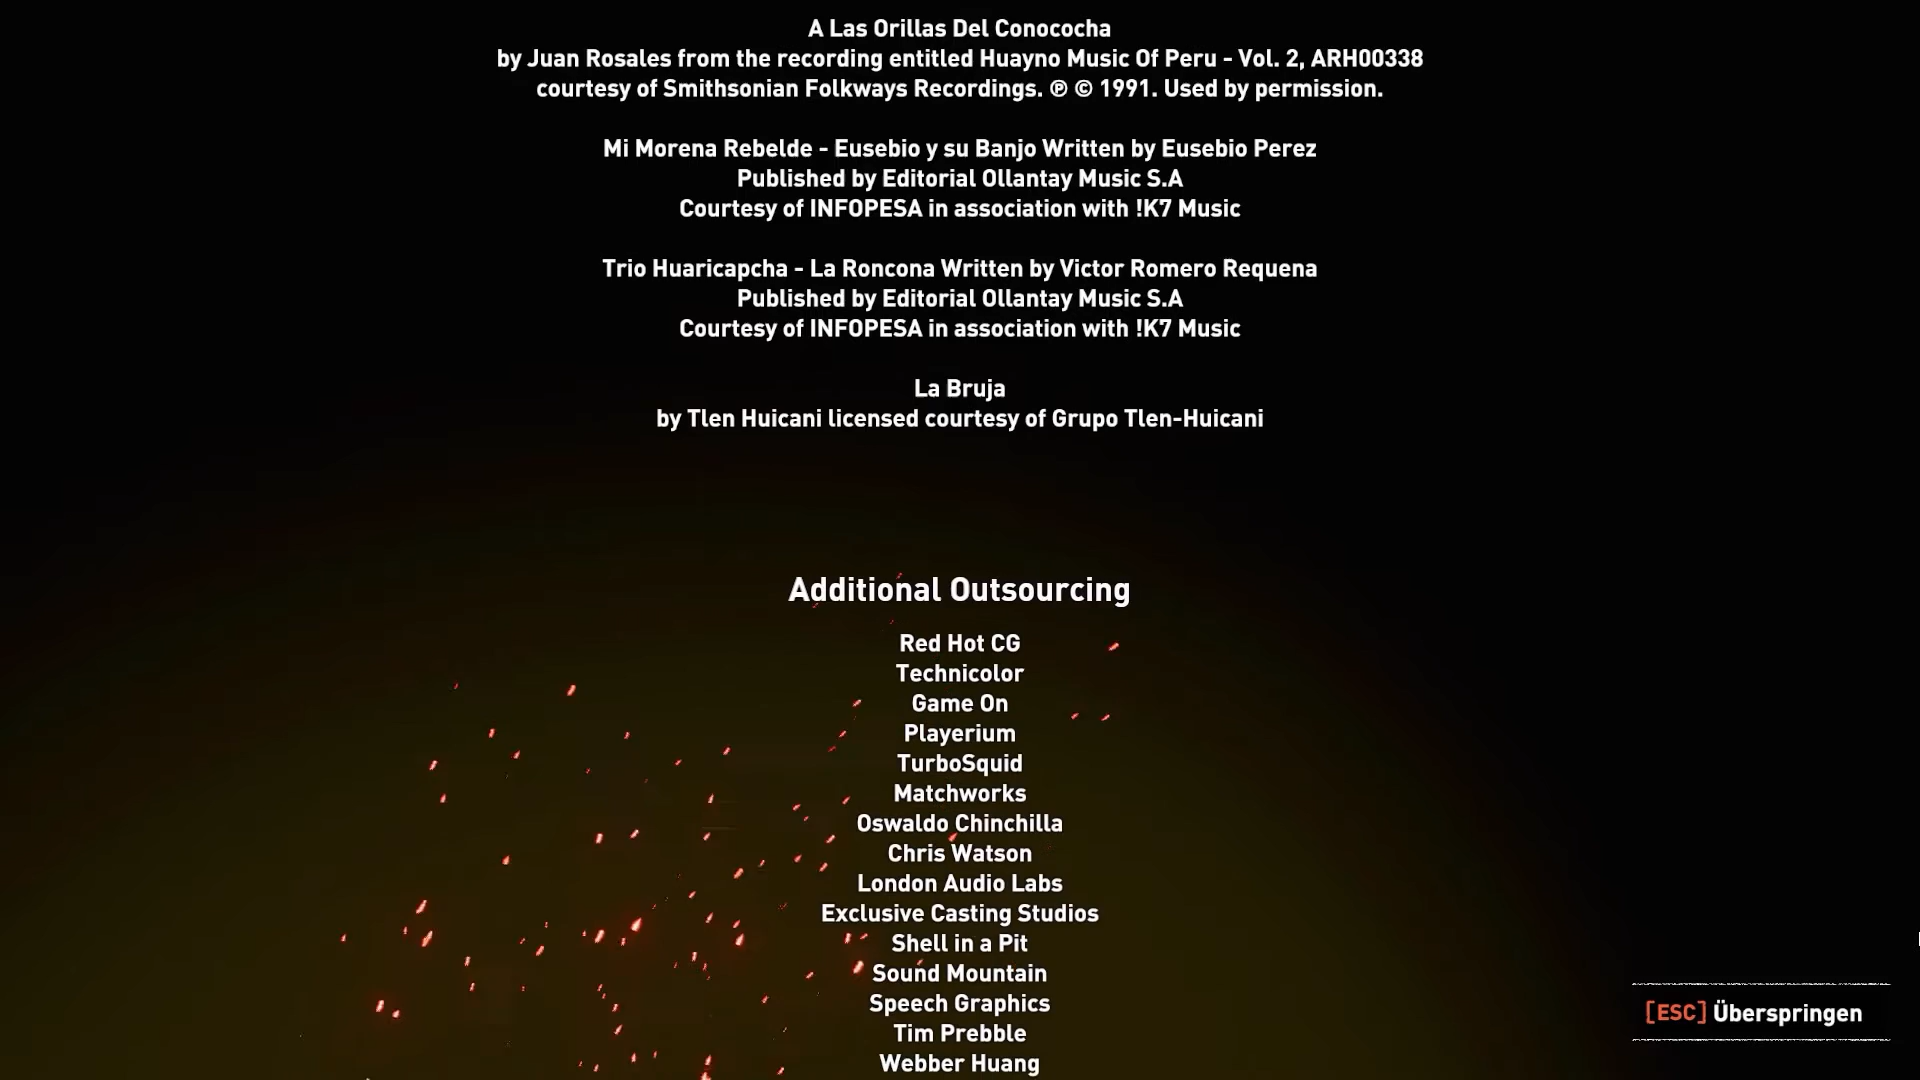 A Las Orillas Del Conococha
by Juan Rosales from the recording entitled Huayno Music Of Peru - Vol. 2, ARH00338
courtesy of Smithsonian Folkways Recordings. ℗ © 1991. Used by permission.
Mi Morena Rebelde - Eusebio y su Banjo Written by Eusebio Perez
Published by Editorial Ollantay Music S.A
Courtesy of INFOPESA in association with !K7 Music
Trio Huaricapcha - La Roncona Written by Victor Romero Requena
Published by Editorial Ollantay Music S.A
Courtesy of INFOPESA in association with !K7 Music
La Bruja
by Tlen Huicani licensed courtesy of Grupo Tlen-Huicani
Additional Outsourcing
Red Hot CG
Technicolor
Game On
Playerium
TurboSquid
Matchworks
Oswaldo Chinchilla
Chris Watson
London Audio Labs
Exclusive Casting Studios
Shell in a Pit
Sound Mountain
Speech Graphics
Tim Prebble
Webber Huang
[ESC] Überspringen